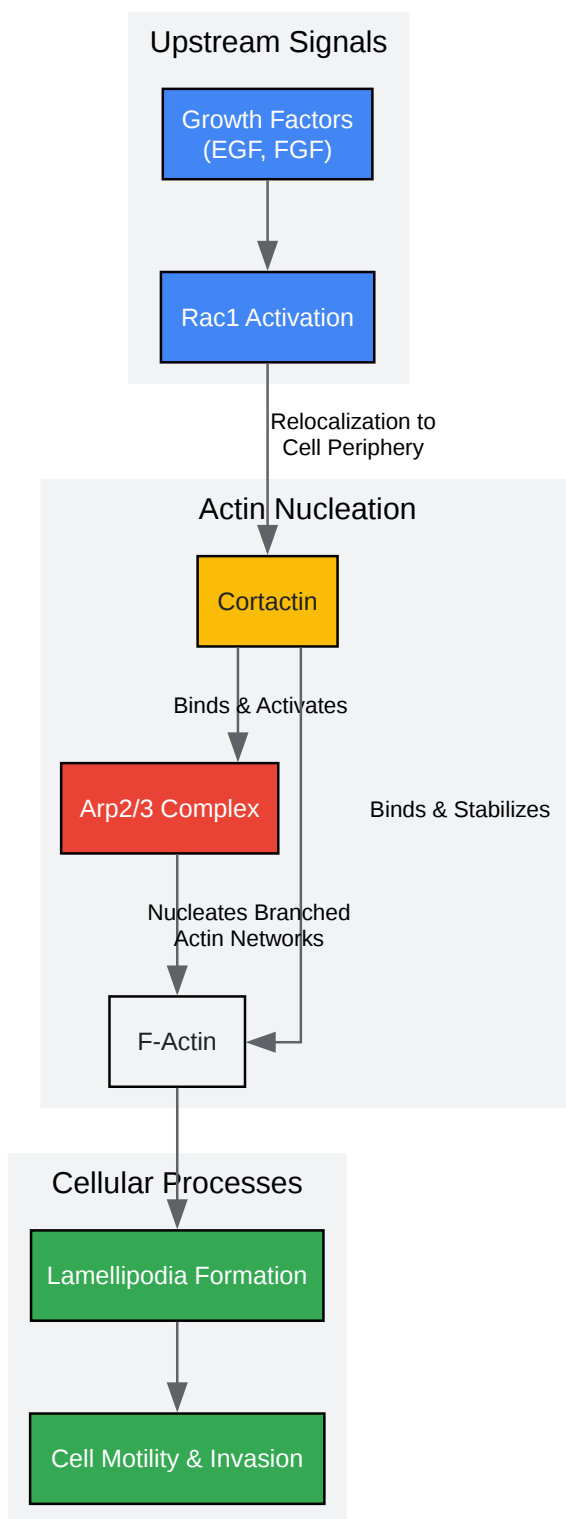 Upstream Signals
Growth Factors
(EGF, FGF)
Rac1 Activation
Relocalization to
Cell Periphery
Actin Nucleation
Cortactin
Binds & Activates
Arp2/3 Complex
Binds & Stabilizes
Nucleates Branched
Actin Networks
F-Actin
Cellular Processes
Lamellipodia Formation
Cell Motility & Invasion